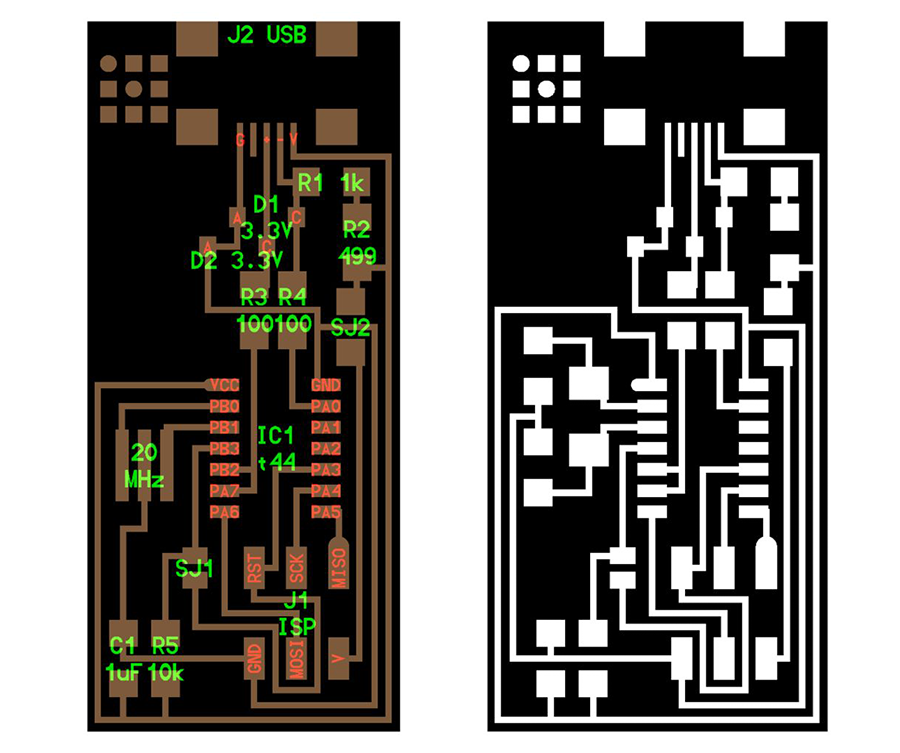 J2 USB
G + - V
R1 1k
D1
A C
3.3V
R2
A C
D2 3.3V
499
R3 R4
100 100
SJ2
VCC GND
PB0 PA0
PB1 PA1
IC1
20
PB3 PA2
t44
MHz
PB2 PA3
PA7 PA4
PA6 PA5
SJ1
RST SCK MISO
J1
ISP
C1 R5
GND MOSI V
1uF 10k